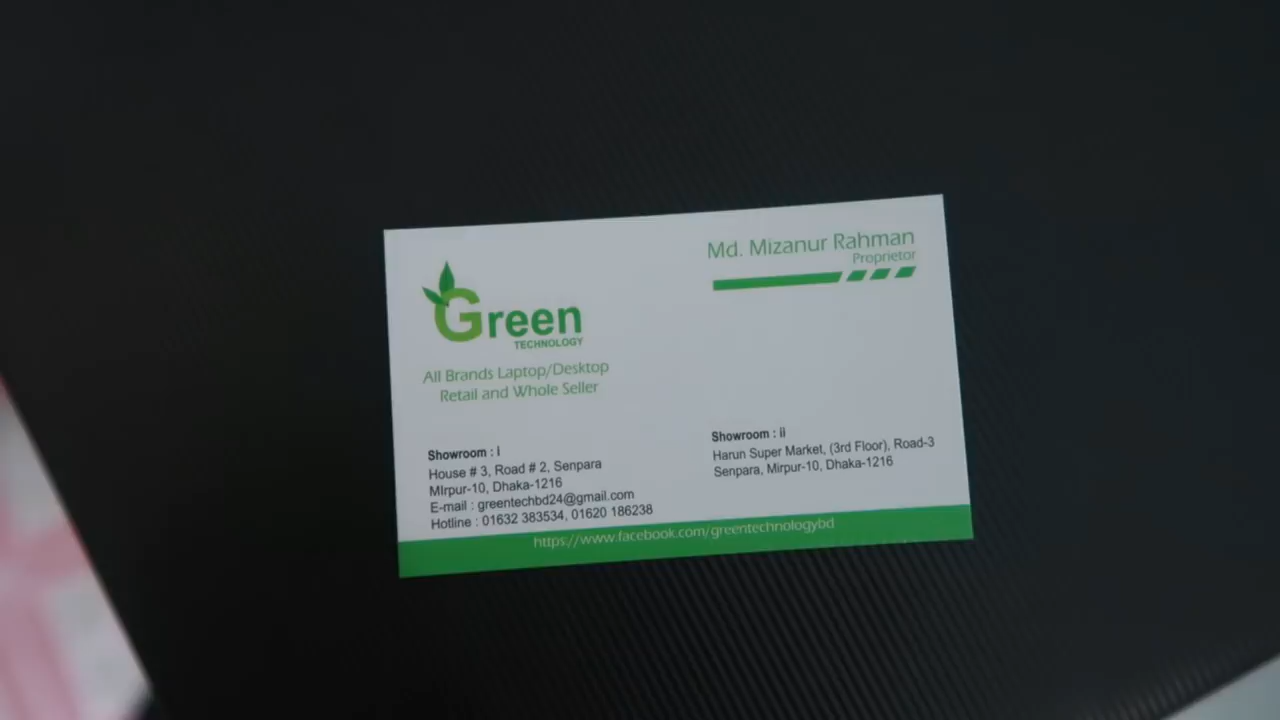 Green
TECHNOLOGY
All Brands Laptop/Desktop
Retail and Whole Seller
Md. Mizanur Rahman
Proprietor
Showroom : i
House # 3, Road # 2, Senpara
MIrpur-10, Dhaka-1216
E-mail : greentechbd24@gmail.com
Hotline : 01632 383534, 01620 186238
Showroom : ii
Harun Super Market, (3rd Floor), Road-3
Senpara, Mirpur-10, Dhaka-1216
https://www.facebook.com/greentechnologybd